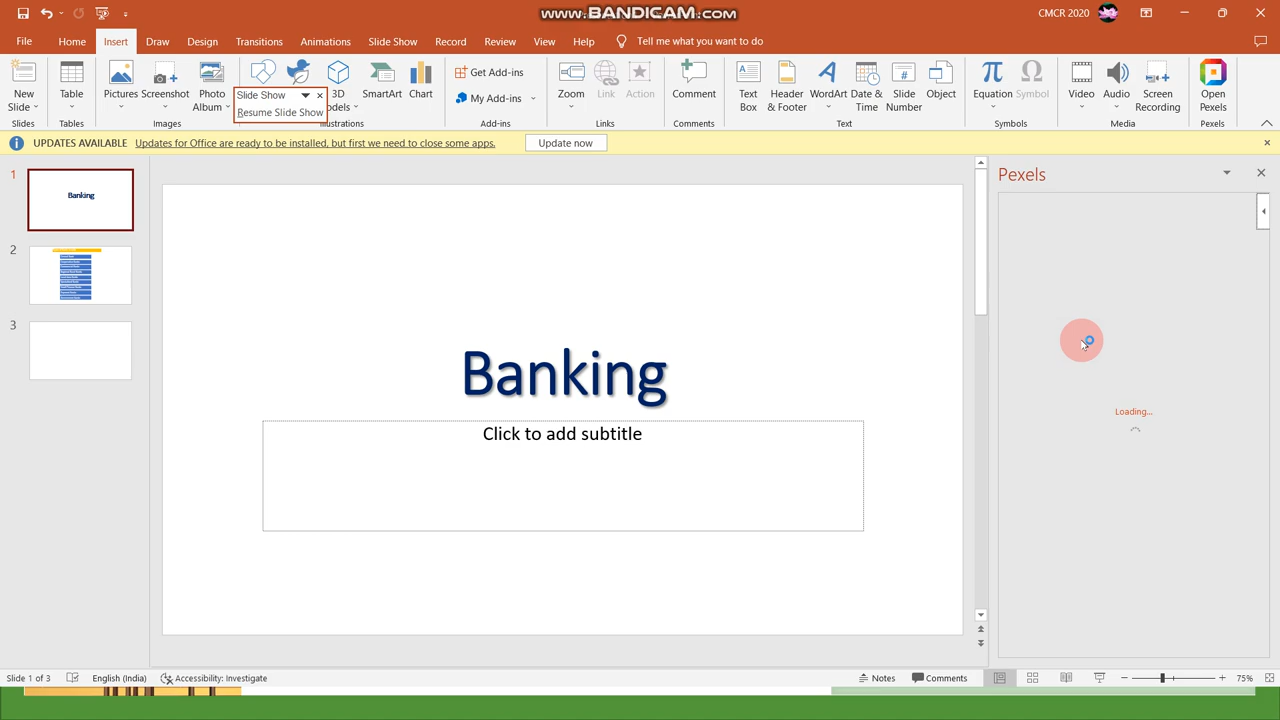 www.BANDICAM.com
CMCR 2020
File Home Insert Draw Design Transitions Animations Slide Show Record Review View Help Tell me what you want to do
New Slide
Table
Pictures
Screenshot
Photo Album
Slide Show
Resume Slide Show
3D
odels
SmartArt
Chart
Get Add-ins
My Add-ins
Zoom
Link
Action
Comment
Text Box
Header & Footer
WordArt
Date & Time
Slide Number
Object
Equation
Symbol
Video
Audio
Screen Recording
Open Pexels
Slides Tables Images llustrations Add-ins Links Comments Text Symbols Media Pexels
UPDATES AVAILABLE Updates for Office are ready to be installed, but first we need to close some apps. Update now
Pexels
1
Banking
2
3
Banking
Click to add subtitle
Loading...
Slide 1 of 3 English (India) Accessibility: Investigate Notes Comments 75%